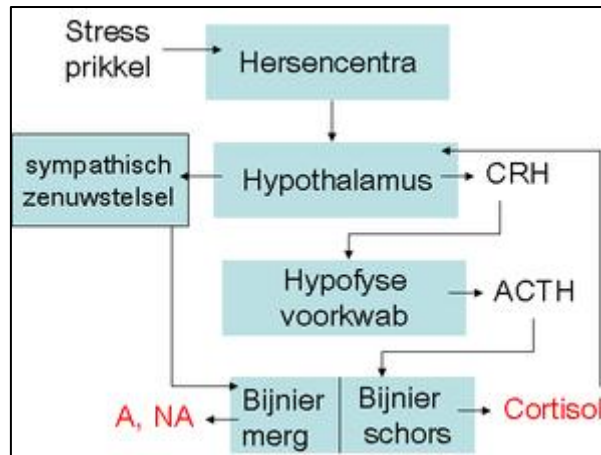 Stress
prikkel
Hersencentra
sympathisch
zenuwstelsel
Hypothalamus
CRH
Hypofyse
voorkwab
ACTH
A, NA
Bijnier
merg
Bijnier
schors
Cortisol